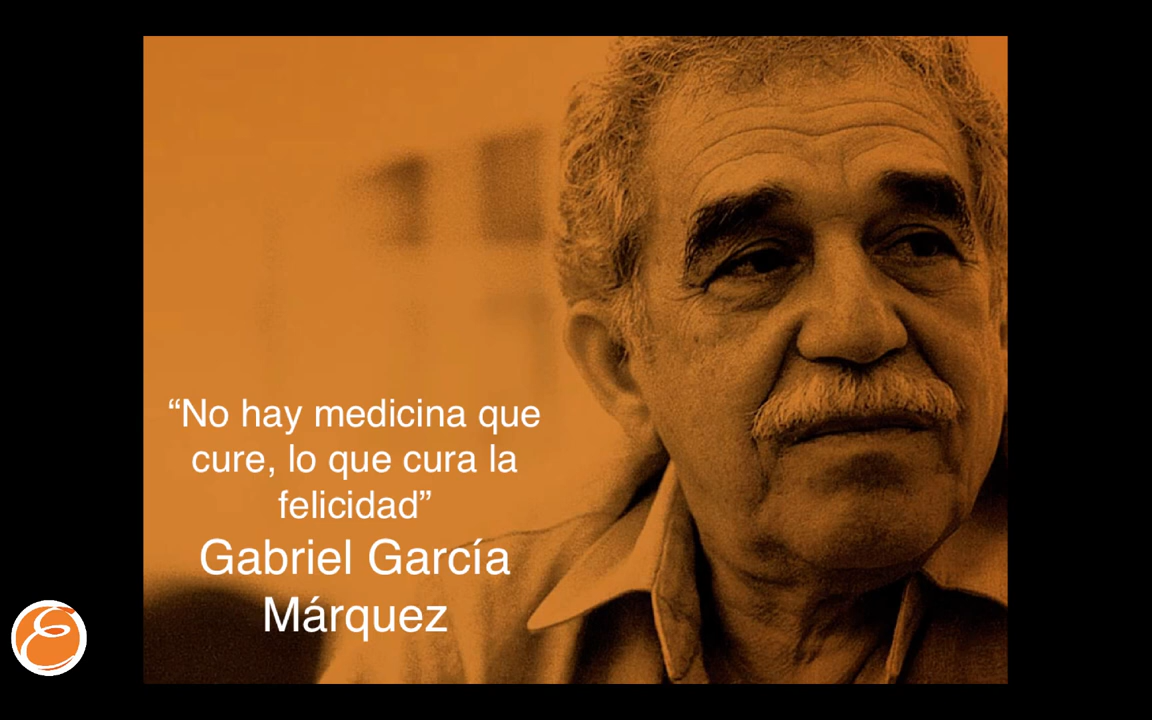 “No hay medicina que
cure, lo que cura la
felicidad”
Gabriel García
Márquez